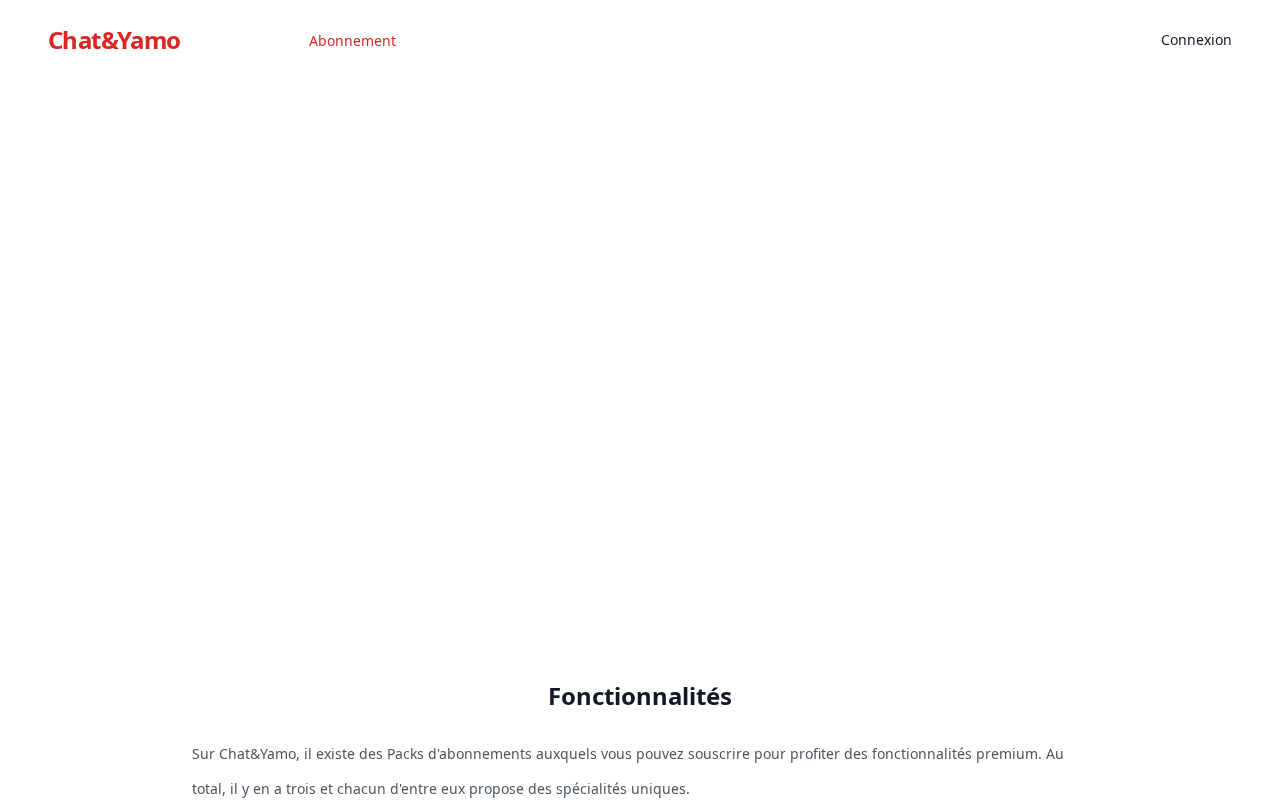 Chat&Yamo
Abonnement
Connexion
Fonctionnalités
Sur Chat&Yamo, il existe des Packs d'abonnements auxquels vous pouvez souscrire pour profiter des fonctionnalités premium. Au
total, il y en a trois et chacun d'entre eux propose des spécialités uniques.